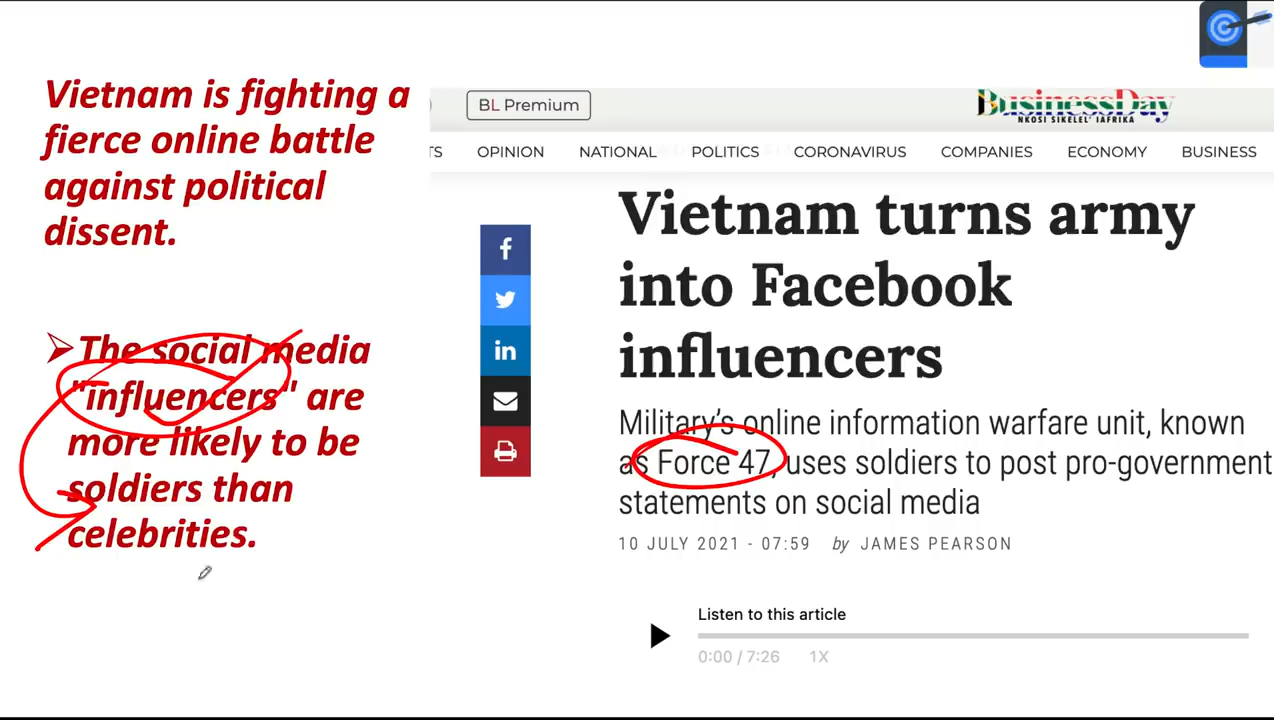 Vietnam is fighting a
fierce online battle
against political
dissent.
➢The social media
"influencers" are
more likely to be
soldiers than
celebrities.
BL Premium
BusinessDay
NKOSI SIKELEL' IAFRIKA
TS OPINION NATIONAL POLITICS CORONAVIRUS COMPANIES ECONOMY BUSINESS
Vietnam turns army
into Facebook
influencers
Military's online information warfare unit, known
as Force 47, uses soldiers to post pro-government
statements on social media
10 JULY 2021 - 07:59 by JAMES PEARSON
Listen to this article
0:00 / 7:26 1X